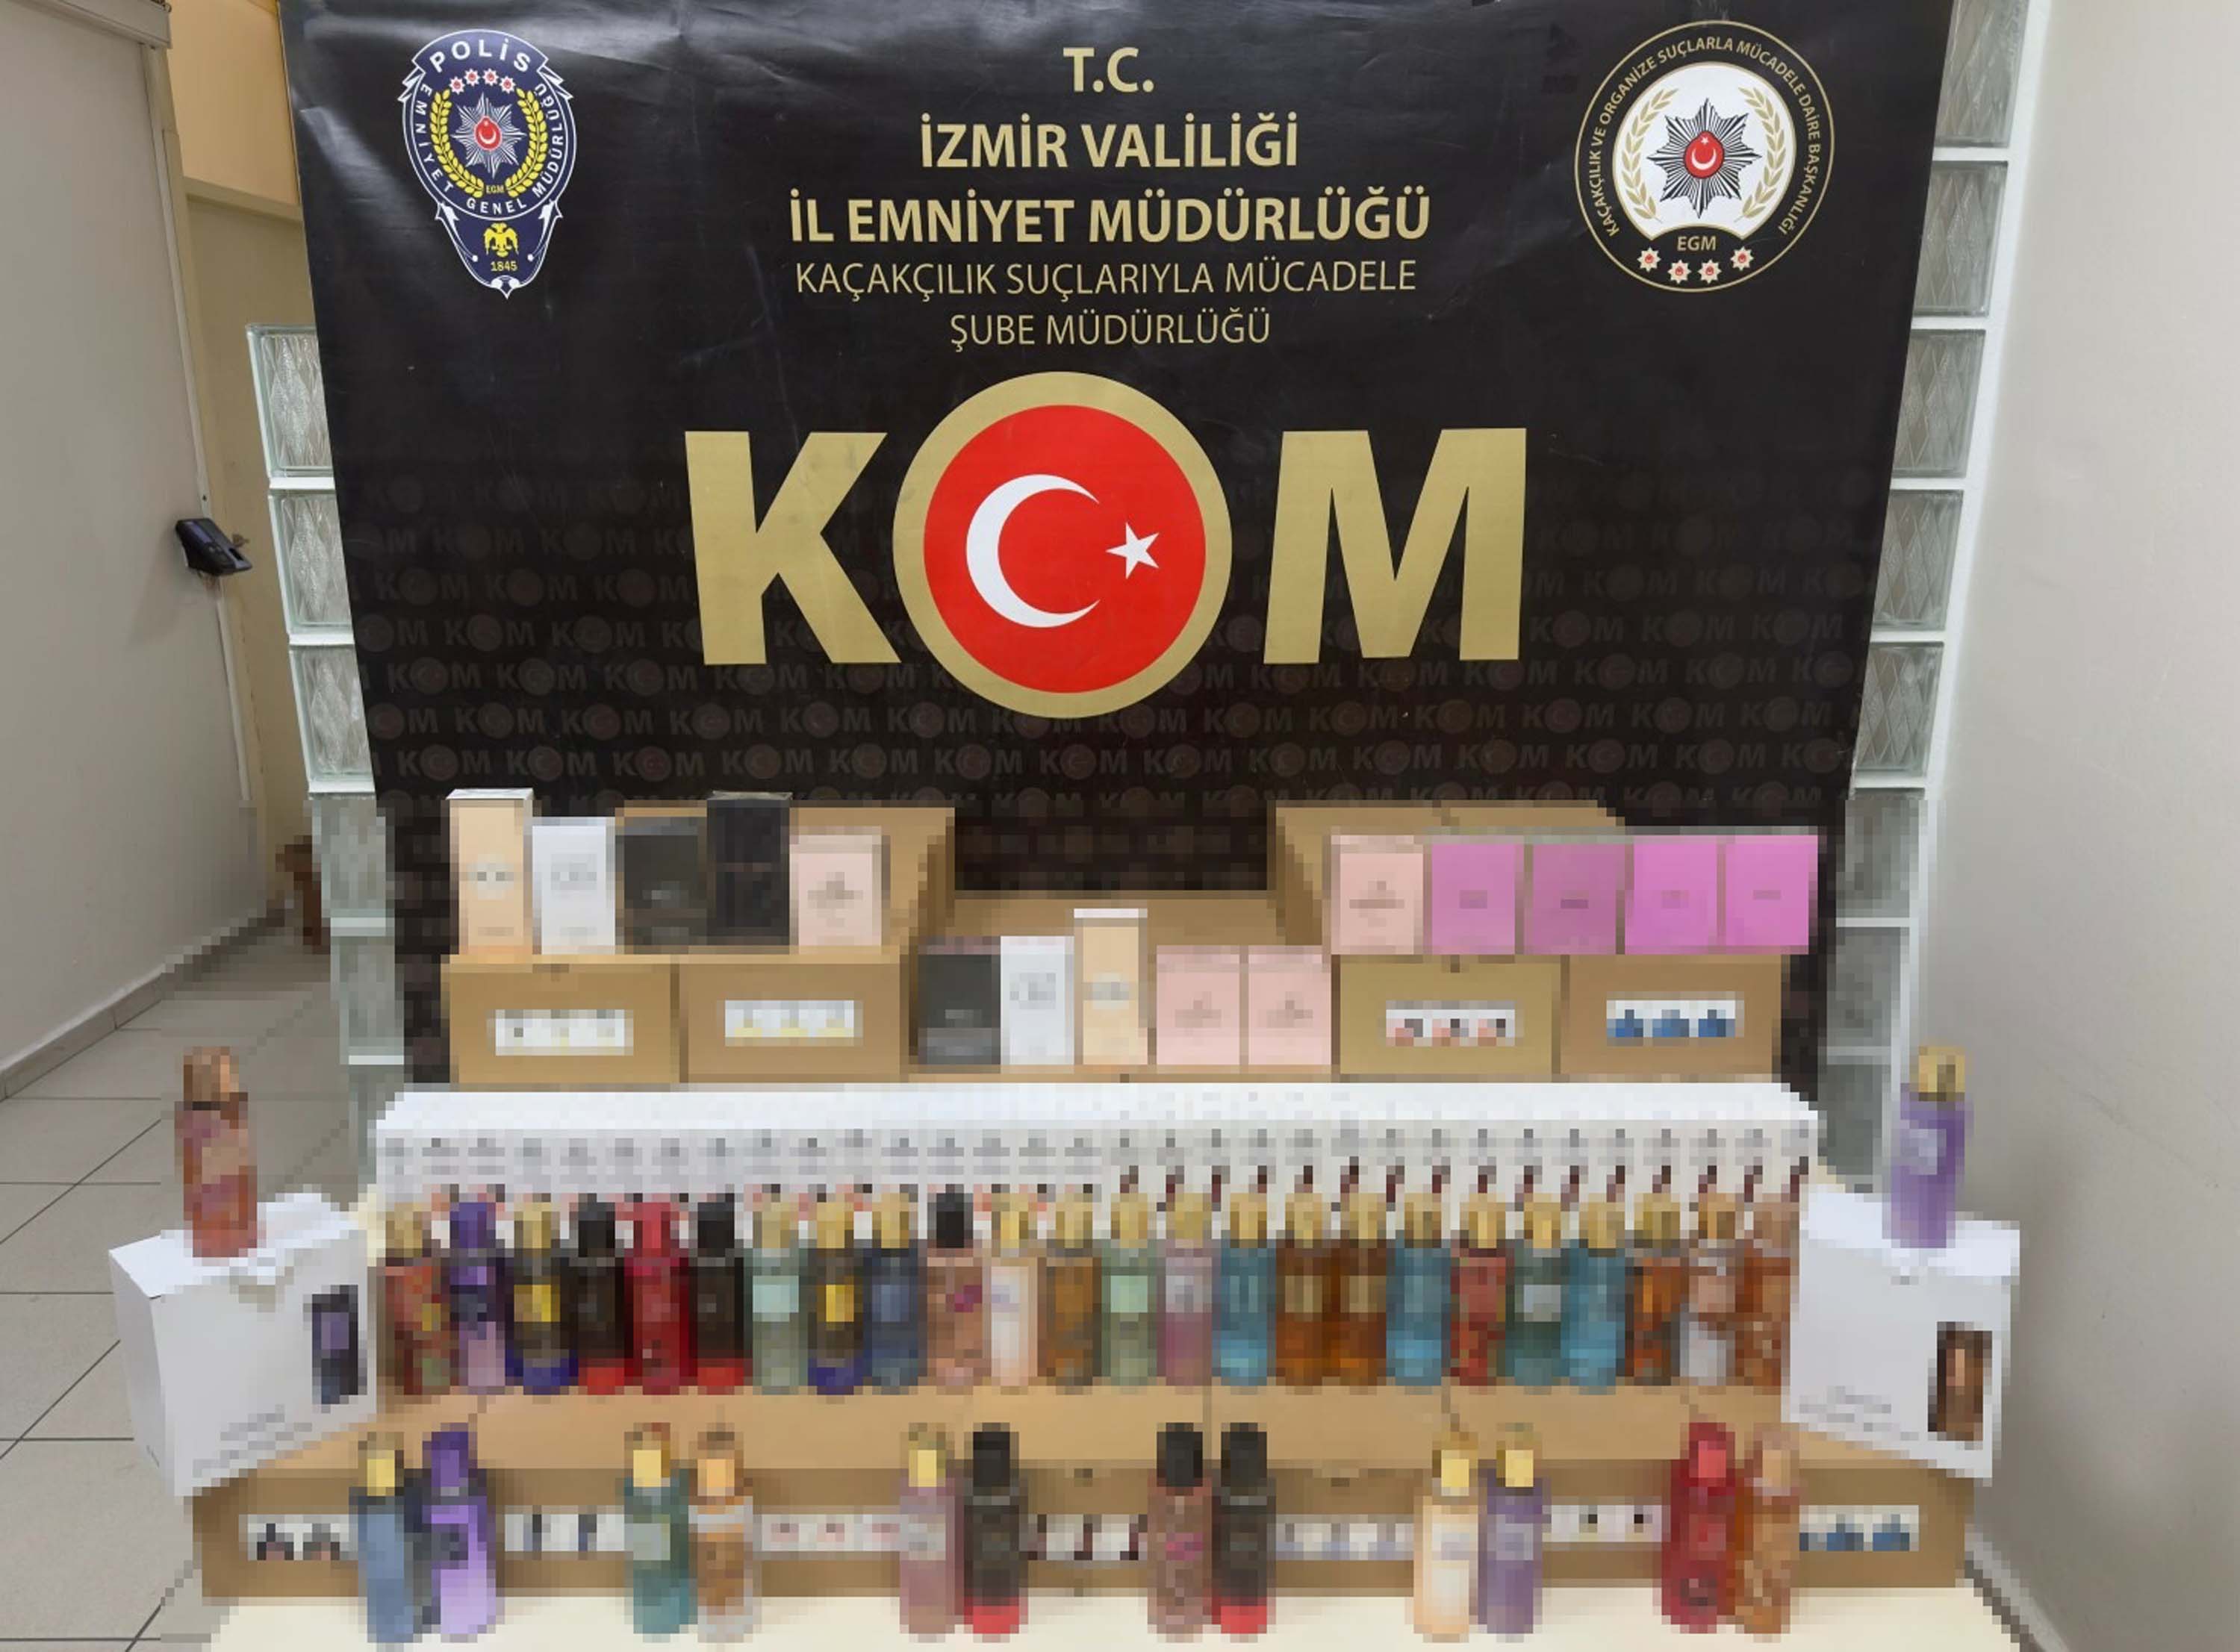 POLİS
EMNİYET GENEL MÜDÜRLÜĞÜ
EGM
1845
T.C.
İZMİR VALİLİĞİ
İL EMNİYET MÜDÜRLÜĞÜ
KAÇAKÇILIK SUÇLARIYLA MÜCADELE
ŞUBE MÜDÜRLÜĞÜ
KAÇAKÇILIK VE ORGANİZE SUÇLARLA MÜCADELE DAİRE BAŞKANLIĞI
EGM
KOM